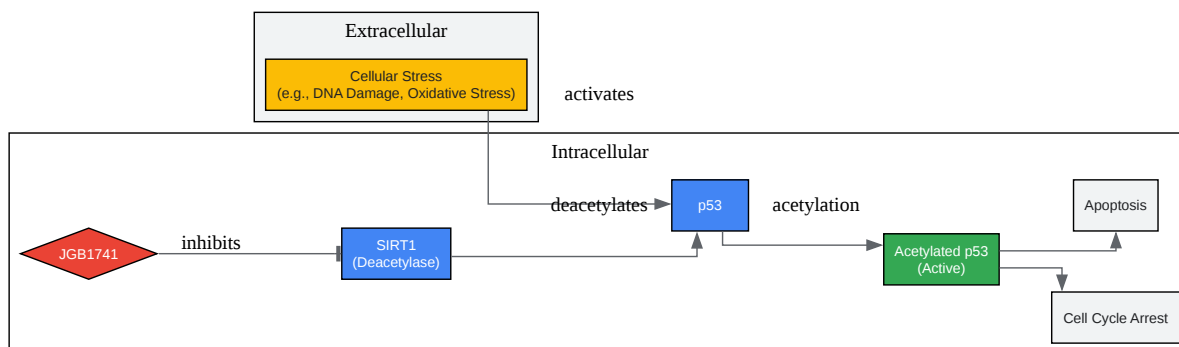 Extracellular
Cellular Stress
(e.g., DNA Damage, Oxidative Stress)
activates
Intracellular
deacetylates
p53
acetylation
Apoptosis
JGB1741
inhibits
SIRT1
(Deacetylase)
Acetylated p53
(Active)
Cell Cycle Arrest